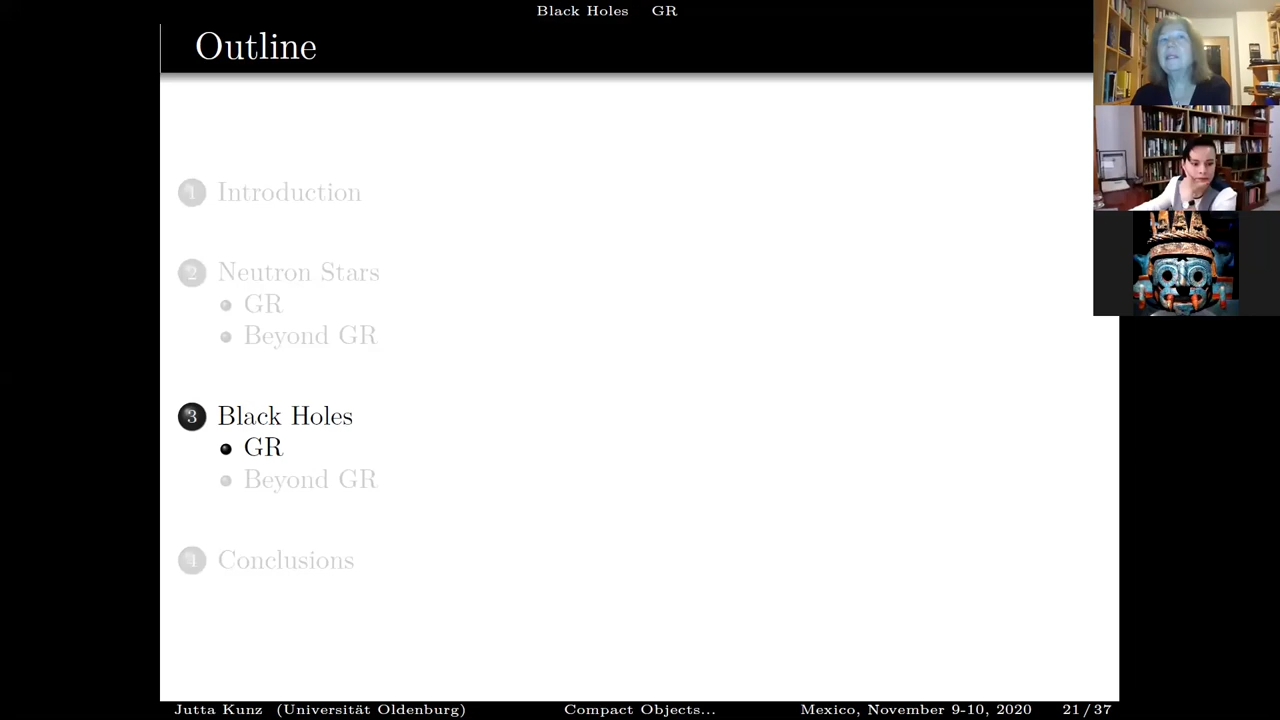 Black Holes GR
Outline
1 Introduction
2 Neutron Stars
GR
Beyond GR
3 Black Holes
GR
Beyond GR
4 Conclusions
Jutta Kunz (Universität Oldenburg) Compact Objects... Mexico, November 9-10, 2020 21 / 37